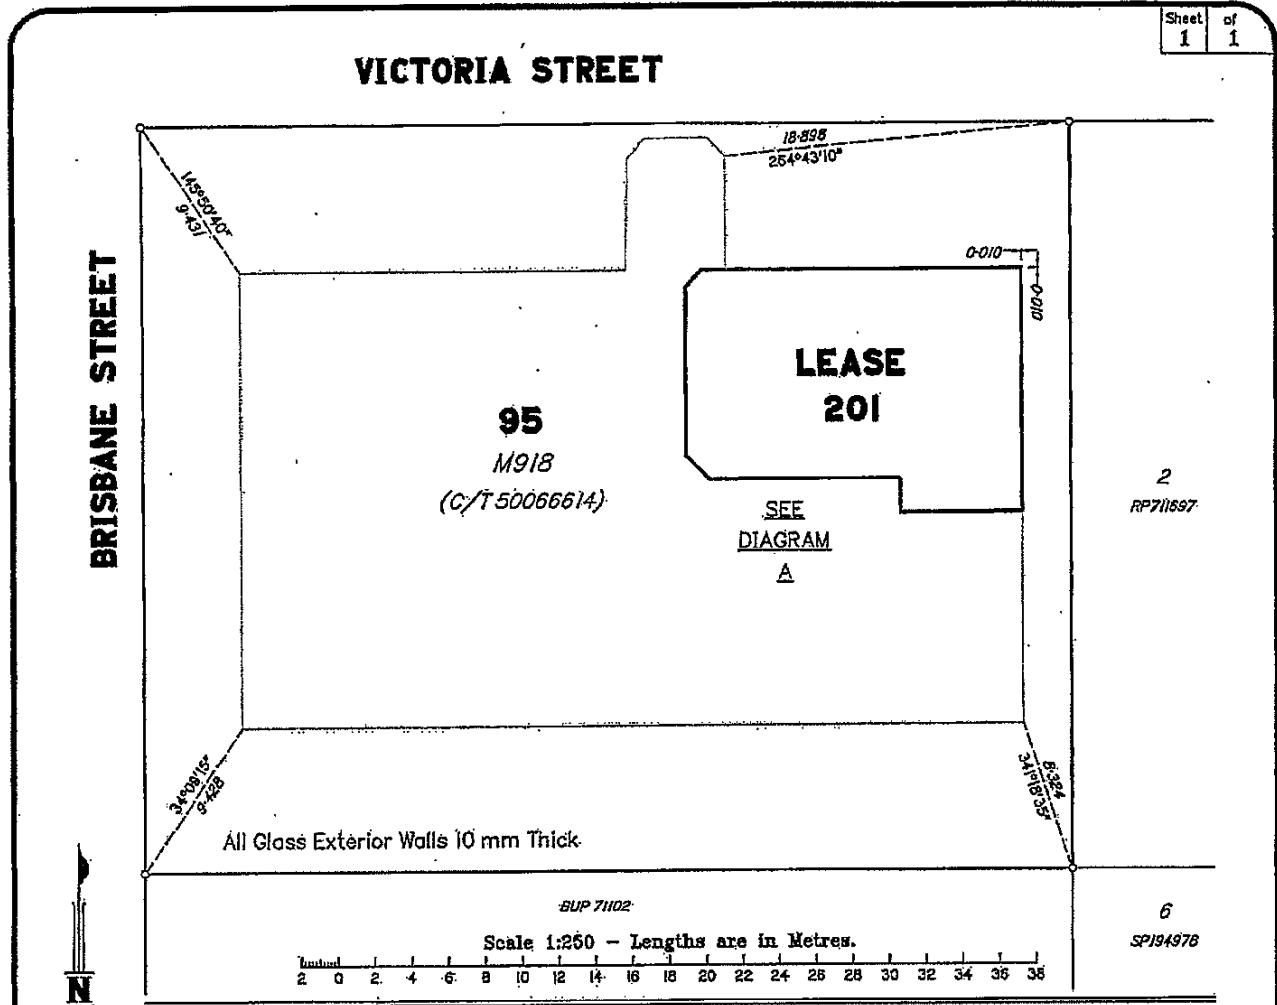 Sheet of
1 1
VICTORIA STREET
18·898
264°43'10"
145°50'40"
9·431
0·010
0·010
BRISBANE STREET
LEASE
201
95
M918
(C/T 50066614)
SEE
DIAGRAM
A
2
RP711697
34°09'15"
9·428
8·324
341°18'35"
All Glass Exterior Walls 10 mm Thick.
BUP 71102
6
SP194978
Scale 1:250 – Lengths are in Metres.
2 0 2 4 6 8 10 12 14 16 18 20 22 24 26 28 30 32 34 36 38
N